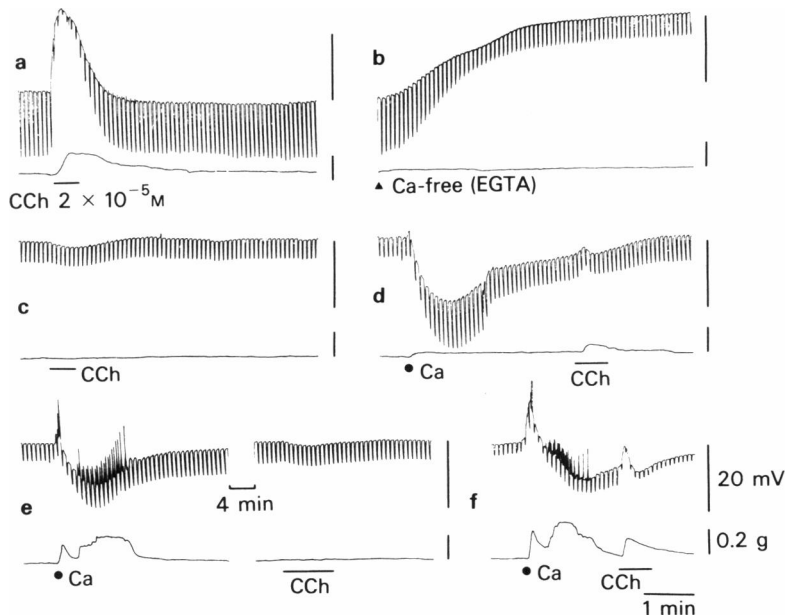 a
CCh 2 × 10⁻⁵M
b
▲ Ca-free (EGTA)
c
CCh
d
● Ca
CCh
e
4 min
● Ca
CCh
f
20 mV
0.2 g
● Ca
CCh
1 min